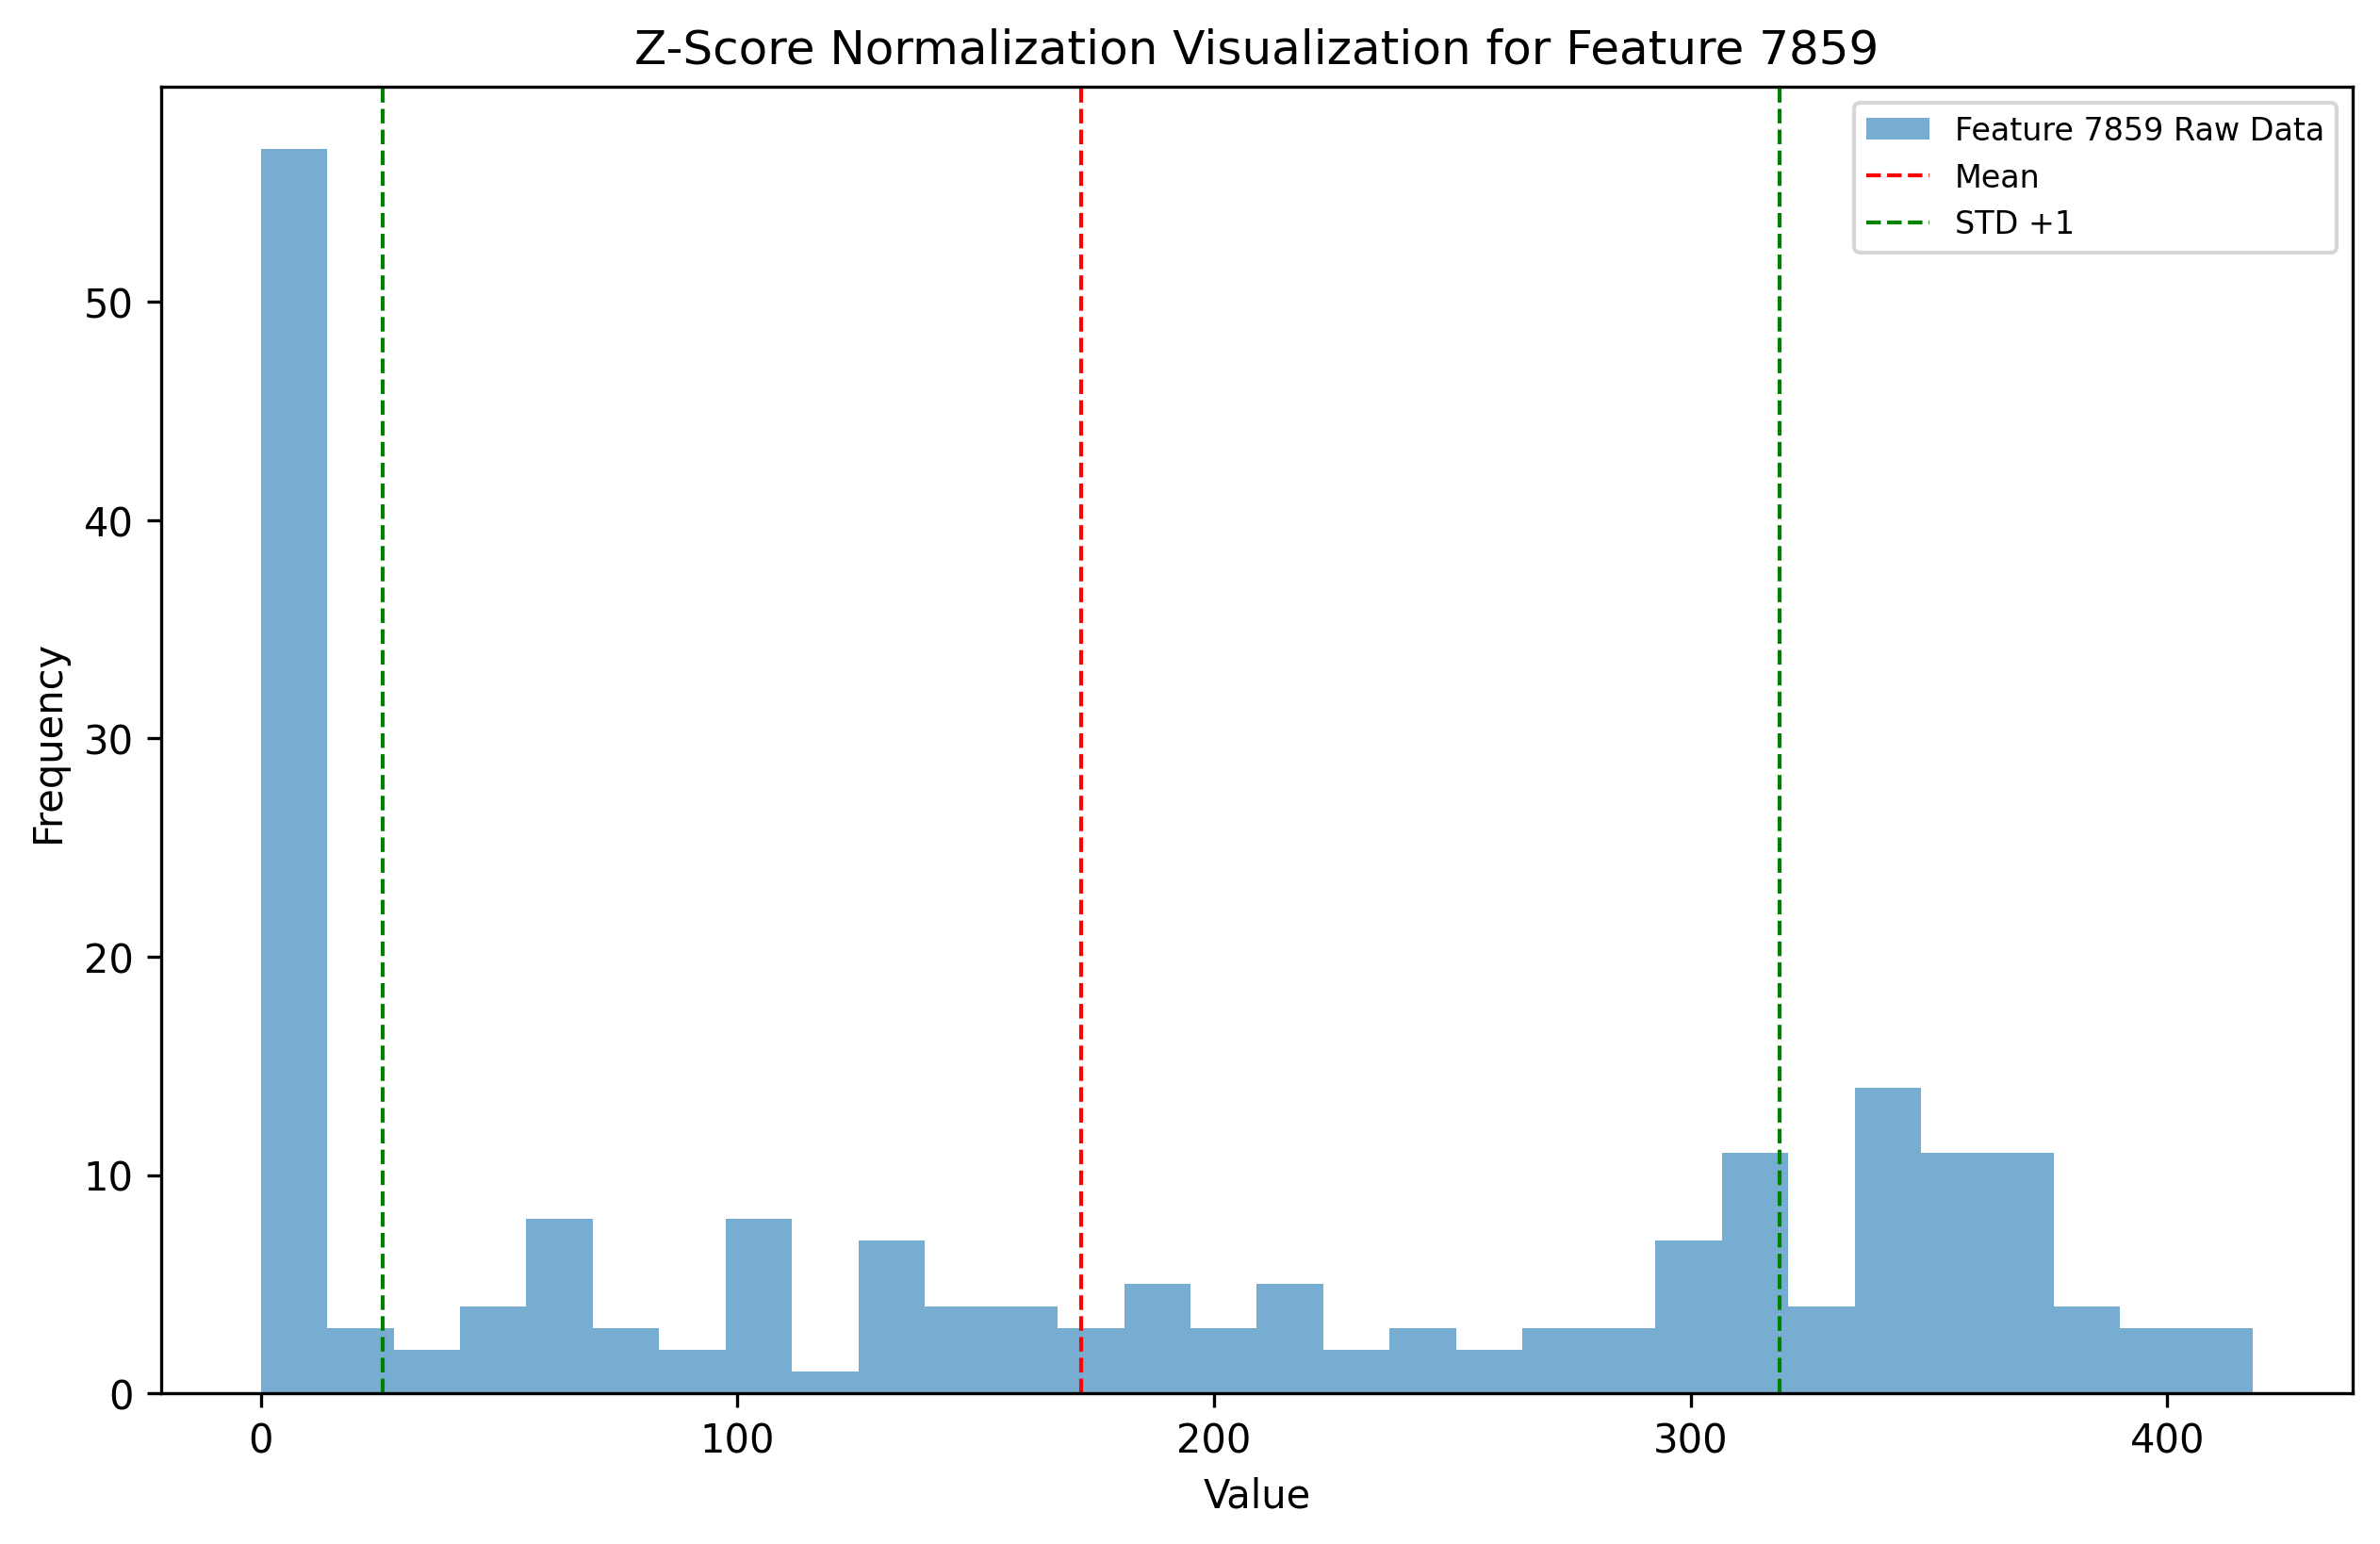 Z-Score Normalization Visualization for Feature 7859
Feature 7859 Raw Data
Mean
STD +1
Frequency
50
40
30
20
10
0
0 100 200 300 400
Value